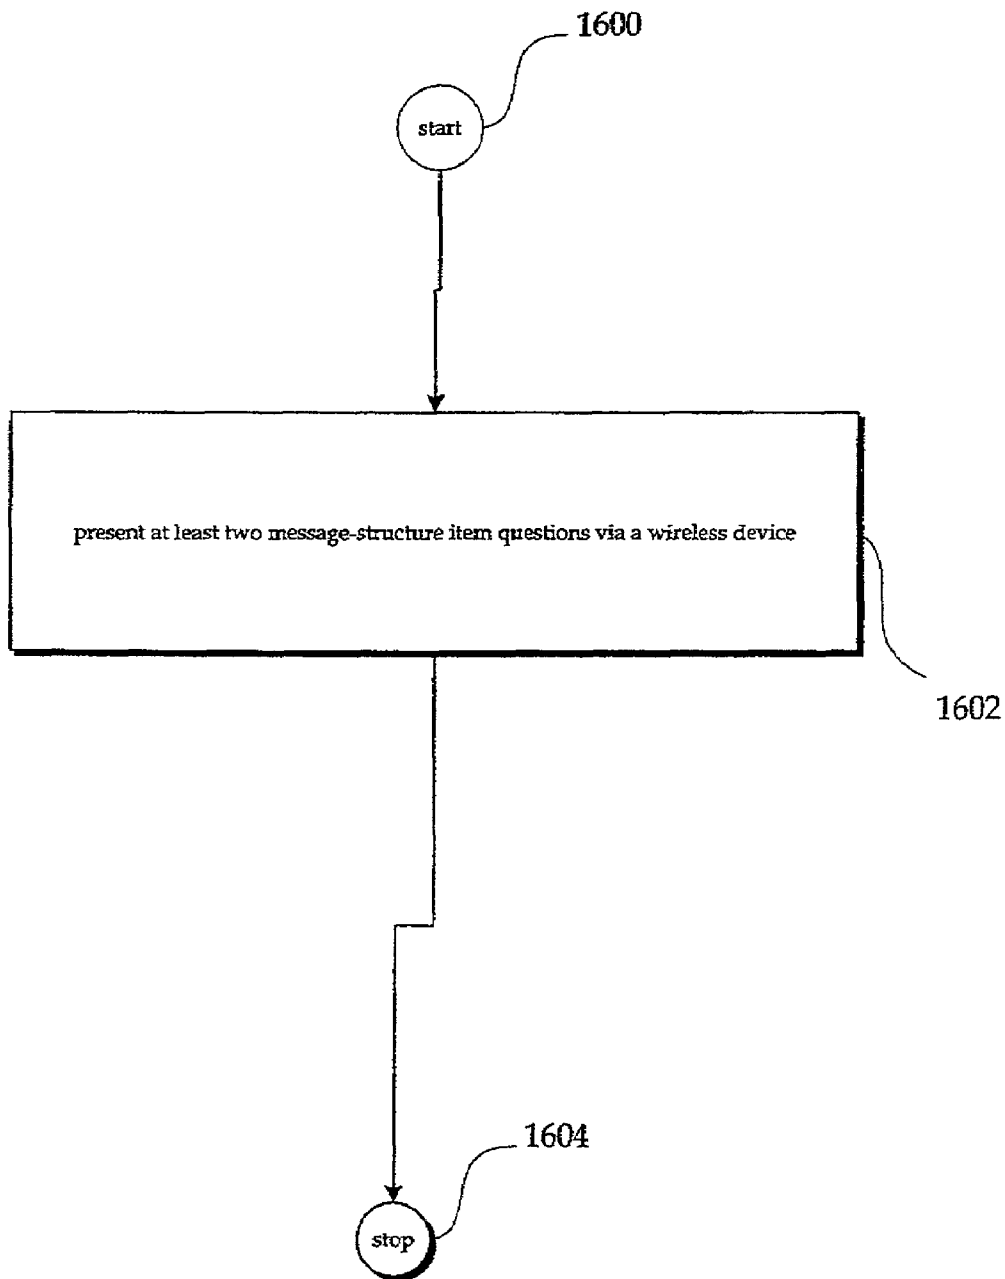 1600
start
present at least two message-structure item questions via a wireless device
1602
1604
stop